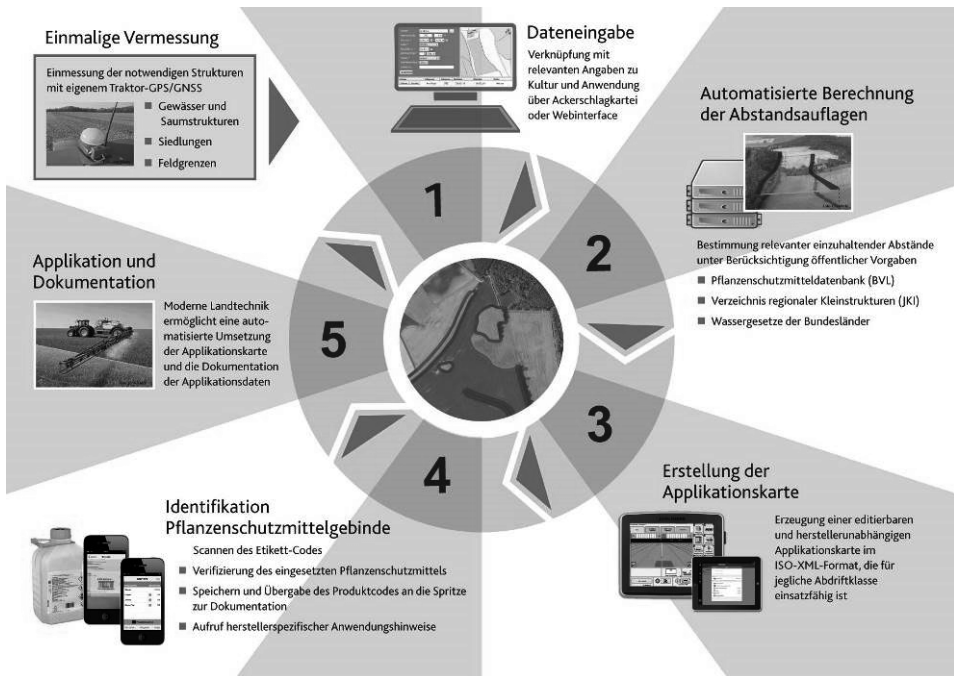 Einmalige Vermessung
Einmessung der notwendigen Strukturen
mit eigenem Traktor-GPS/GNSS
■ Gewässer und
Saumstrukturen
■ Siedlungen
■ Feldgrenzen
Dateneingabe
Verknüpfung mit
relevanten Angaben zu
Kultur und Anwendung
über Ackerschlagkartei
oder Webinterface
Automatisierte Berechnung
der Abstandsauflagen
Bestimmung relevanter einzuhaltender Abstände
unter Berücksichtigung öffentlicher Vorgaben
■ Pflanzenschutzmitteldatenbank (BVL)
■ Verzeichnis regionaler Kleinstrukturen (JKI)
■ Wassergesetze der Bundesländer
1
2
3
4
5
Erstellung der
Applikationskarte
Erzeugung einer editierbaren
und herstellerunabhängigen
Applikationskarte im
ISO-XML-Format, die für
jegliche Abdriftklasse
einsatzfähig ist
Identifikation
Pflanzenschutzmittelgebinde
Scannen des Etikett-Codes
■ Verifizierung des eingesetzten Pflanzenschutzmittels
■ Speichern und Übergabe des Produktcodes an die Spritze
zur Dokumentation
■ Aufruf herstellerspezifischer Anwendungshinweise
Applikation und
Dokumentation
Moderne Landtechnik
ermöglicht eine auto-
matisierte Umsetzung
der Applikationskarte
und die Dokumentation
der Applikationsdaten